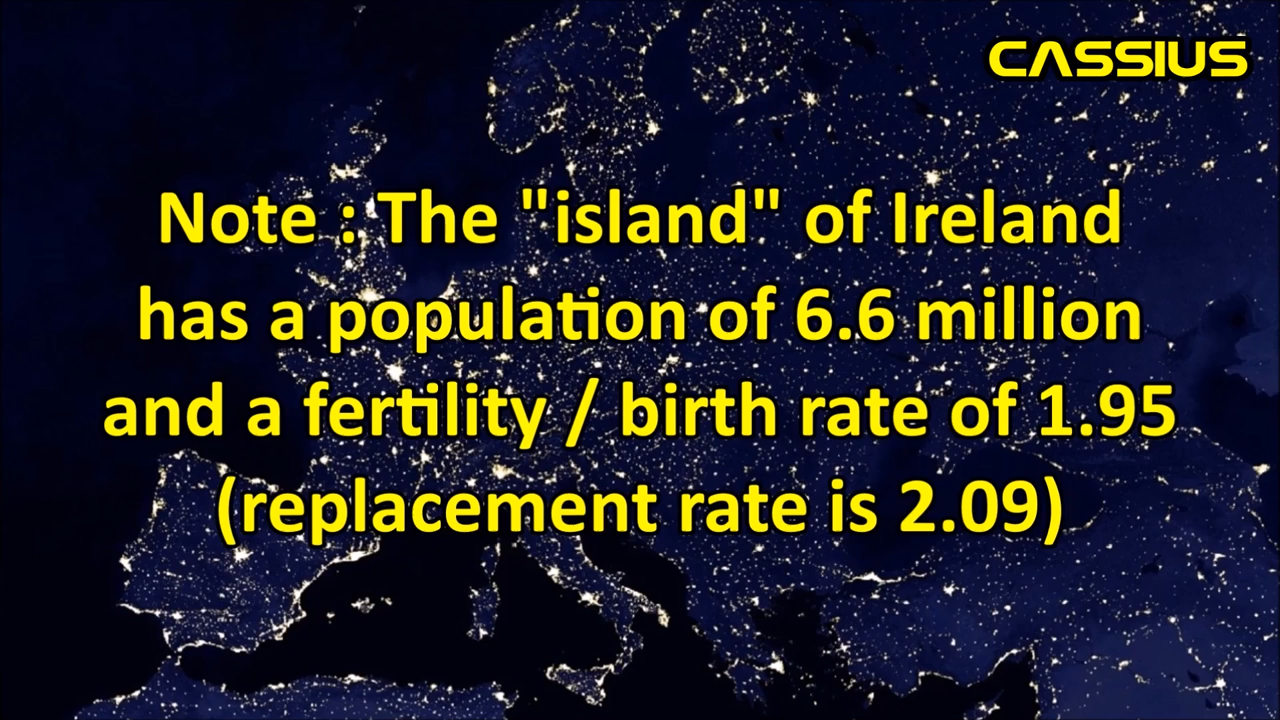 CASSIUS
Note : The "island" of Ireland
has a population of 6.6 million
and a fertility / birth rate of 1.95
(replacement rate is 2.09)